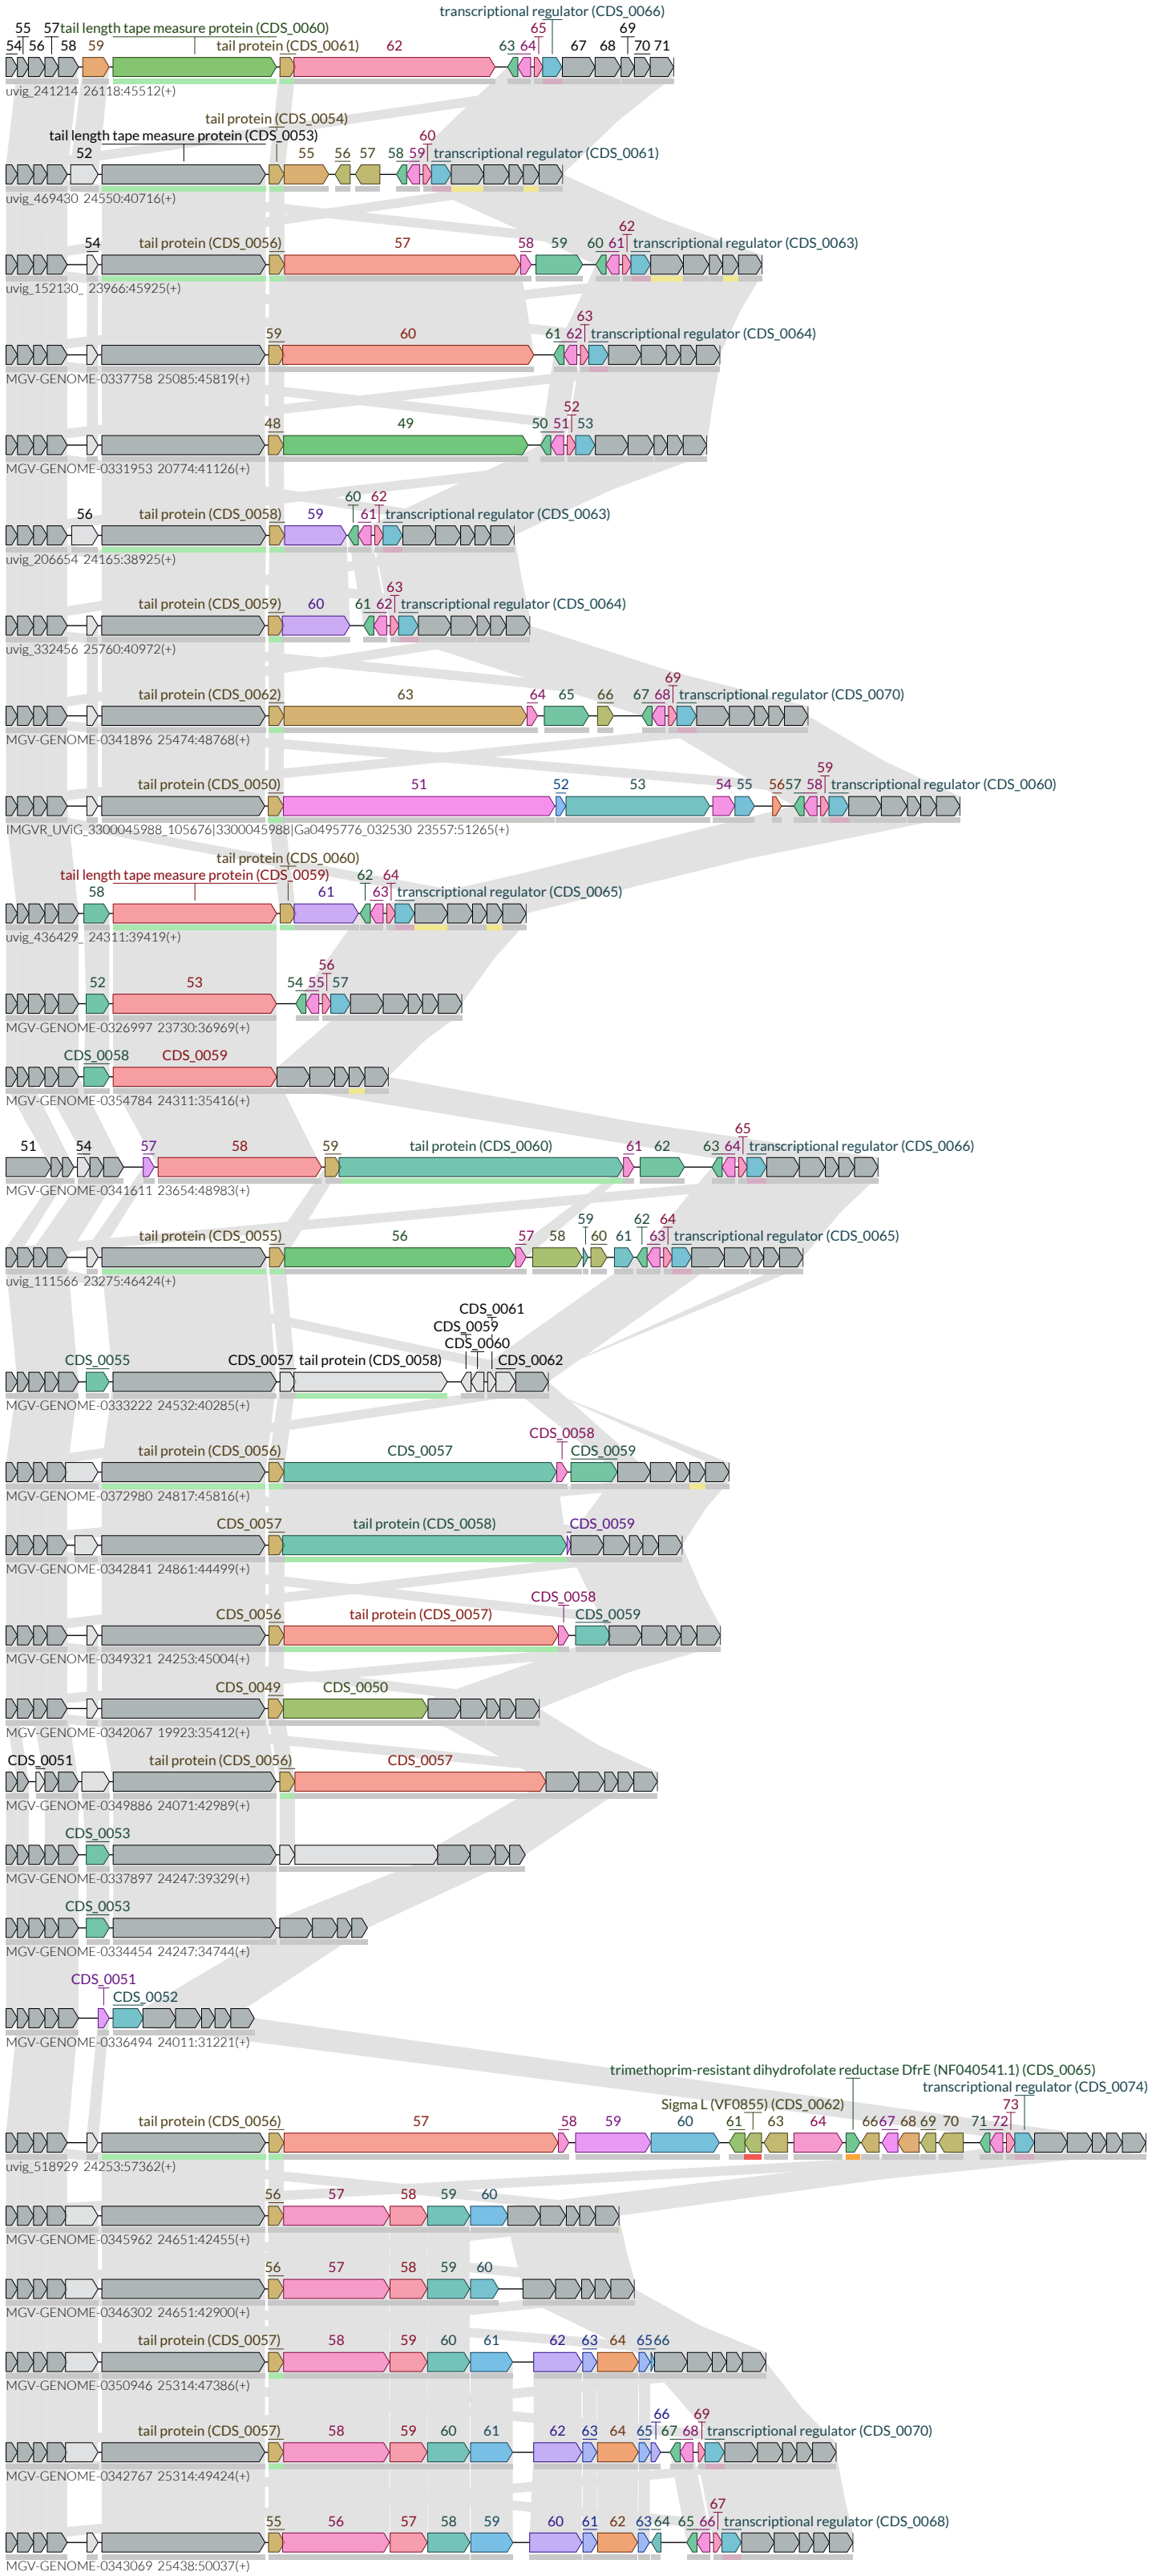 transcriptional regulator (CDS_0066)
55 57 tail length tape measure protein (CDS_0060) 65 69
54 56 58 59 tail protein (CDS_0061) 62 63 64 67 68 70 71
uvig_241214 26118:45512(+)
tail protein (CDS_0054)
tail length tape measure protein (CDS_0053) 60
52 55 56 57 58 59 transcriptional regulator (CDS_0061)
uvig_469430 24550:40716(+)
62
54 tail protein (CDS_0056) 57 58 59 60 61 transcriptional regulator (CDS_0063)
uvig_152130_ 23966:45925(+)
63
59 60 61 62 transcriptional regulator (CDS_0064)
MGV-GENOME-0337758 25085:45819(+)
52
48 49 50 51 53
MGV-GENOME-0331953 20774:41126(+)
60 62
56 tail protein (CDS_0058) 59 61 transcriptional regulator (CDS_0063)
uvig_206654 24165:38925(+)
63
tail protein (CDS_0059) 60 61 62 transcriptional regulator (CDS_0064)
uvig_332456 25760:40972(+)
69
tail protein (CDS_0062) 63 64 65 66 67 68 transcriptional regulator (CDS_0070)
MGV-GENOME-0341896 25474:48768(+)
59
tail protein (CDS_0050) 51 52 53 54 55 56 57 58 transcriptional regulator (CDS_0060)
IMGVR_UViG_3300045988_105676|3300045988|Ga0495776_032530 23557:51265(+)
tail protein (CDS_0060)
tail length tape measure protein (CDS_0059) 62 64
58 61 63 transcriptional regulator (CDS_0065)
uvig_436429_ 24311:39419(+)
56
52 53 54 55 57
MGV-GENOME-0326997 23730:36969(+)
CDS_0058 CDS_0059
MGV-GENOME-0354784 24311:35416(+)
65
51 54 57 58 59 tail protein (CDS_0060) 61 62 63 64 transcriptional regulator (CDS_0066)
MGV-GENOME-0341611 23654:48983(+)
59 62 64
tail protein (CDS_0055) 56 57 58 60 61 63 transcriptional regulator (CDS_0065)
uvig_111566 23275:46424(+)
CDS_0061
CDS_0059
CDS_0060
CDS_0055 CDS_0057 tail protein (CDS_0058) CDS_0062
MGV-GENOME-0333222 24532:40285(+)
CDS_0058
tail protein (CDS_0056) CDS_0057 CDS_0059
MGV-GENOME-0372980 24817:45816(+)
CDS_0057 tail protein (CDS_0058) CDS_0059
MGV-GENOME-0342841 24861:44499(+)
CDS_0058
CDS_0056 tail protein (CDS_0057) CDS_0059
MGV-GENOME-0349321 24253:45004(+)
CDS_0049 CDS_0050
MGV-GENOME-0342067 19923:35412(+)
CDS_0051 tail protein (CDS_0056) CDS_0057
MGV-GENOME-0349886 24071:42989(+)
CDS_0053
MGV-GENOME-0337897 24247:39329(+)
CDS_0053
MGV-GENOME-0334454 24247:34744(+)
CDS_0051
CDS_0052
MGV-GENOME-0336494 24011:31221(+)
trimethoprim-resistant dihydrofolate reductase DfrE (NF040541.1) (CDS_0065)
transcriptional regulator (CDS_0074)
Sigma L (VF0855) (CDS_0062) 73
tail protein (CDS_0056) 57 58 59 60 61 63 64 66 67 68 69 70 71 72
uvig_518929 24253:57362(+)
56 57 58 59 60
MGV-GENOME-0345962 24651:42455(+)
56 57 58 59 60
MGV-GENOME-0346302 24651:42900(+)
tail protein (CDS_0057) 58 59 60 61 62 63 64 65 66
MGV-GENOME-0350946 25314:47386(+)
66 69
tail protein (CDS_0057) 58 59 60 61 62 63 64 65 67 68 transcriptional regulator (CDS_0070)
MGV-GENOME-0342767 25314:49424(+)
67
55 56 57 58 59 60 61 62 63 64 65 66 transcriptional regulator (CDS_0068)
MGV-GENOME-0343069 25438:50037(+)